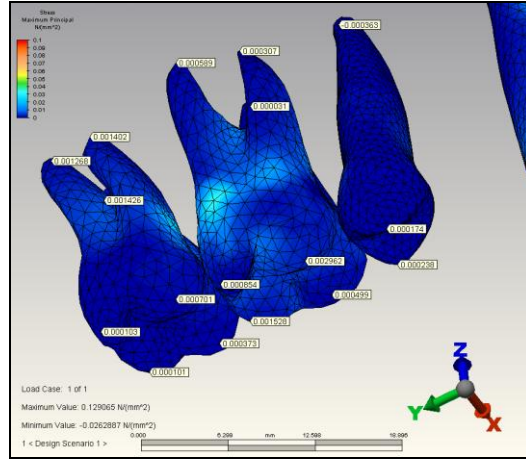 Stress
Maximum Principal
N/(mm^2)
0.1
0.09
0.08
0.07
0.06
0.05
0.04
0.03
0.02
0.01
0
-0.000363
0.000307
0.000589
0.000031
0.001402
0.001268
0.001426
0.000174
0.002962
0.000238
0.000854
0.000499
0.000701
0.001528
0.000103
0.000373
0.000101
Load Case: 1 of 1
Maximum Value: 0.129065 N/(mm^2)
Minimum Value: -0.0262887 N/(mm^2)
1 < Design Scenario 1 >
0.000 6.299 mm 12.598 18.896
Z
Y
X